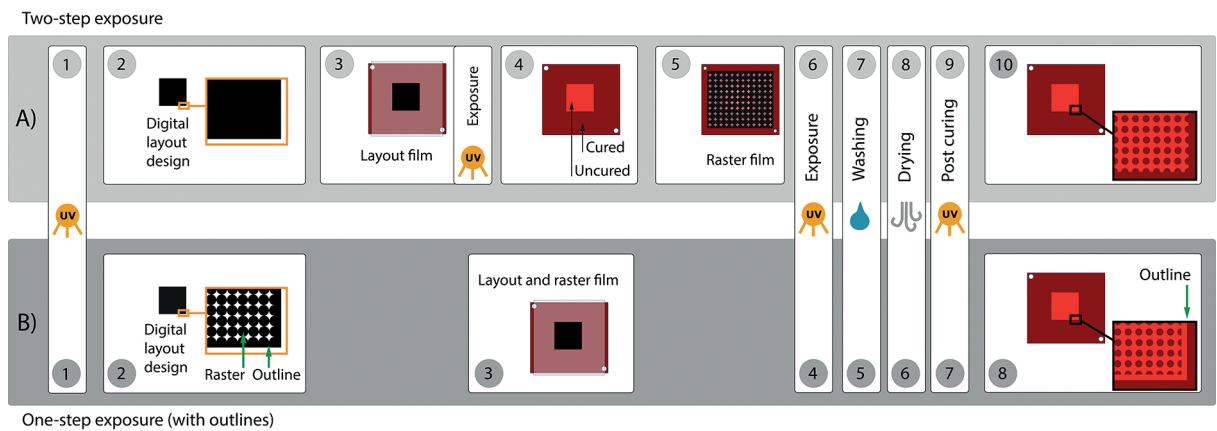 Two-step exposure
A)
1
2
Digital
layout
design
3
Layout film
Exposure
UV
4
Cured
Uncured
5
Raster film
6
Exposure
UV
7
Washing
8
Drying
9
Post curing
UV
10
UV
B)
1
2
Digital
layout
design
Raster Outline
Layout and raster film
3
4
5
6
7
Outline
8
One-step exposure (with outlines)